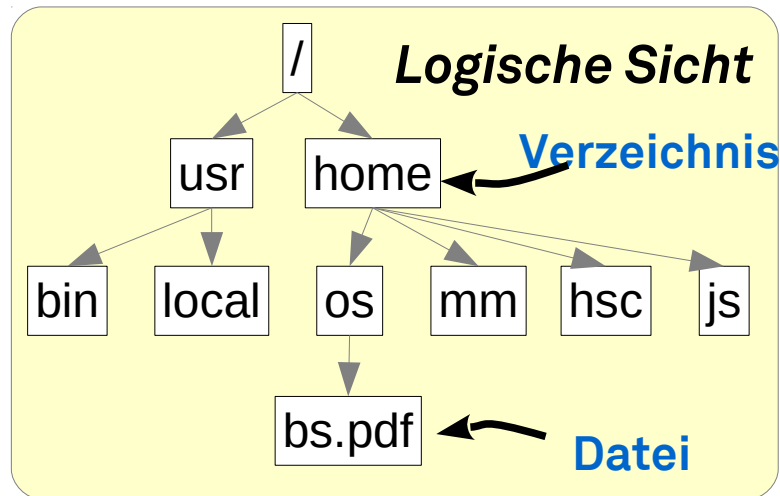 /
Logische Sicht
usr
home
Verzeichnis
bin
local
os
mm
hsc
js
bs.pdf
Datei